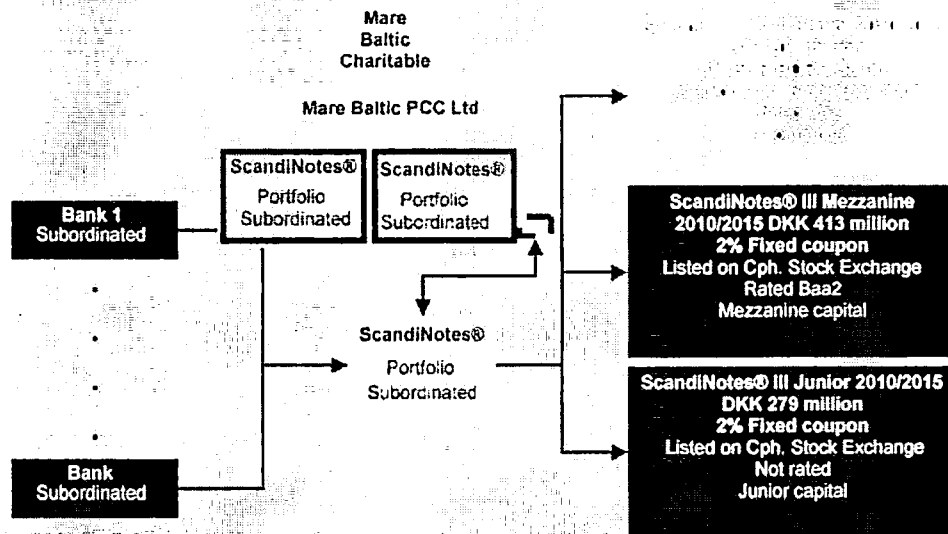 Mare
Baltic
Charitable
Mare Baltic PCC Ltd
ScandiNotes®
Portfolio
Subordinated
ScandiNotes®
Portfolio
Subordinated
Bank 1
Subordinated
ScandiNotes®
Portfolio
Subordinated
Bank
Subordinated
ScandiNotes® III Mezzanine
2010/2015 DKK 413 million
2% Fixed coupon
Listed on Cph. Stock Exchange
Rated Baa2
Mezzanine capital
ScandiNotes® III Junior 2010/2015
DKK 279 million
2% Fixed coupon
Listed on Cph. Stock Exchange
Not rated
Junior capital